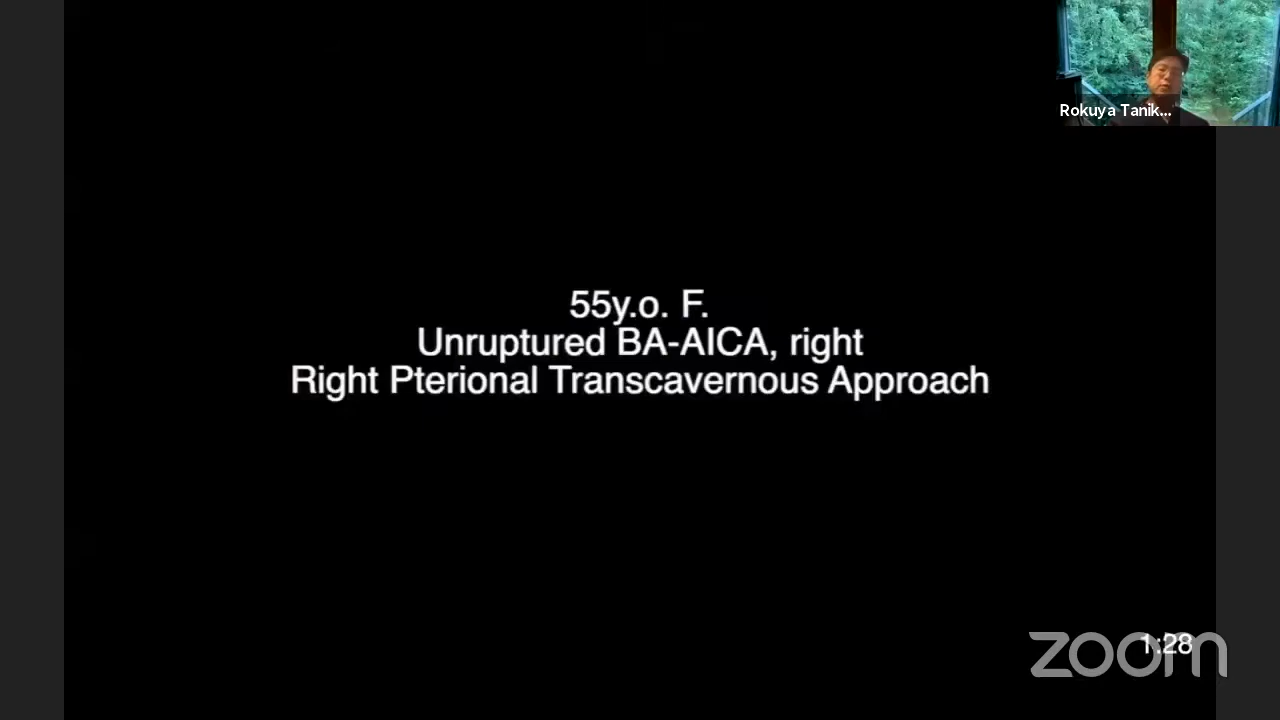 Rokuya Tanik...
55y.o. F.
Unruptured BA-AICA, right
Right Pterional Transcavernous Approach
1:28
zoom